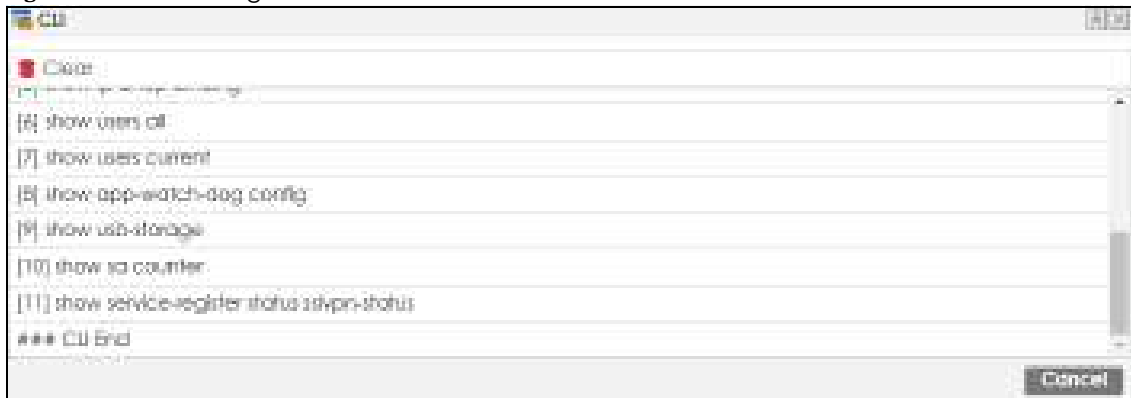 CLI
Clear
[6] show users all
[7] show users current
[8] show app-watch-dog config
[9] show usb-storage
[10] show sa counter
[11] show service-register status sslvpn-status
### CLI End
Cancel